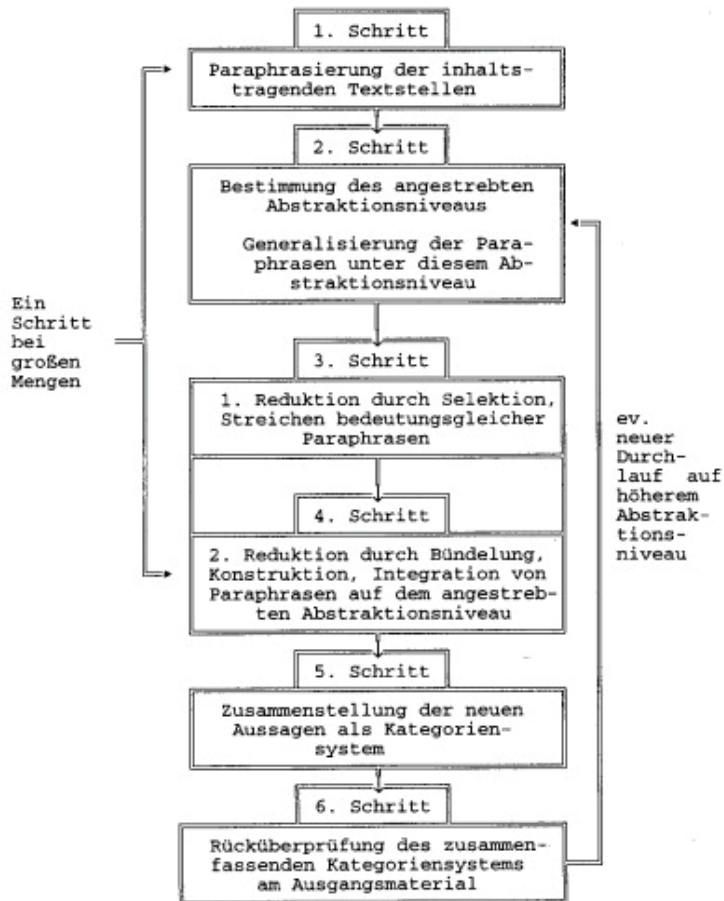 1. Schritt
Paraphrasierung der inhalts-
tragenden Textstellen
2. Schritt
Bestimmung des angestrebten
Abstraktionsniveaus
Generalisierung der Para-
phrasen unter diesem Ab-
straktionsniveau
Ein
Schritt
bei
großen
Mengen
3. Schritt
1. Reduktion durch Selektion,
Streichen bedeutungsgleicher
Paraphrasen
4. Schritt
2. Reduktion durch Bündelung,
Konstruktion, Integration von
Paraphrasen auf dem angestreb-
ten Abstraktionsniveau
ev.
neuer
Durch-
lauf auf
höherem
Abstrak-
tions-
niveau
5. Schritt
Zusammenstellung der neuen
Aussagen als Kategorien-
system
6. Schritt
Rücküberprüfung des zusammen-
fassenden Kategoriensystems
am Ausgangsmaterial